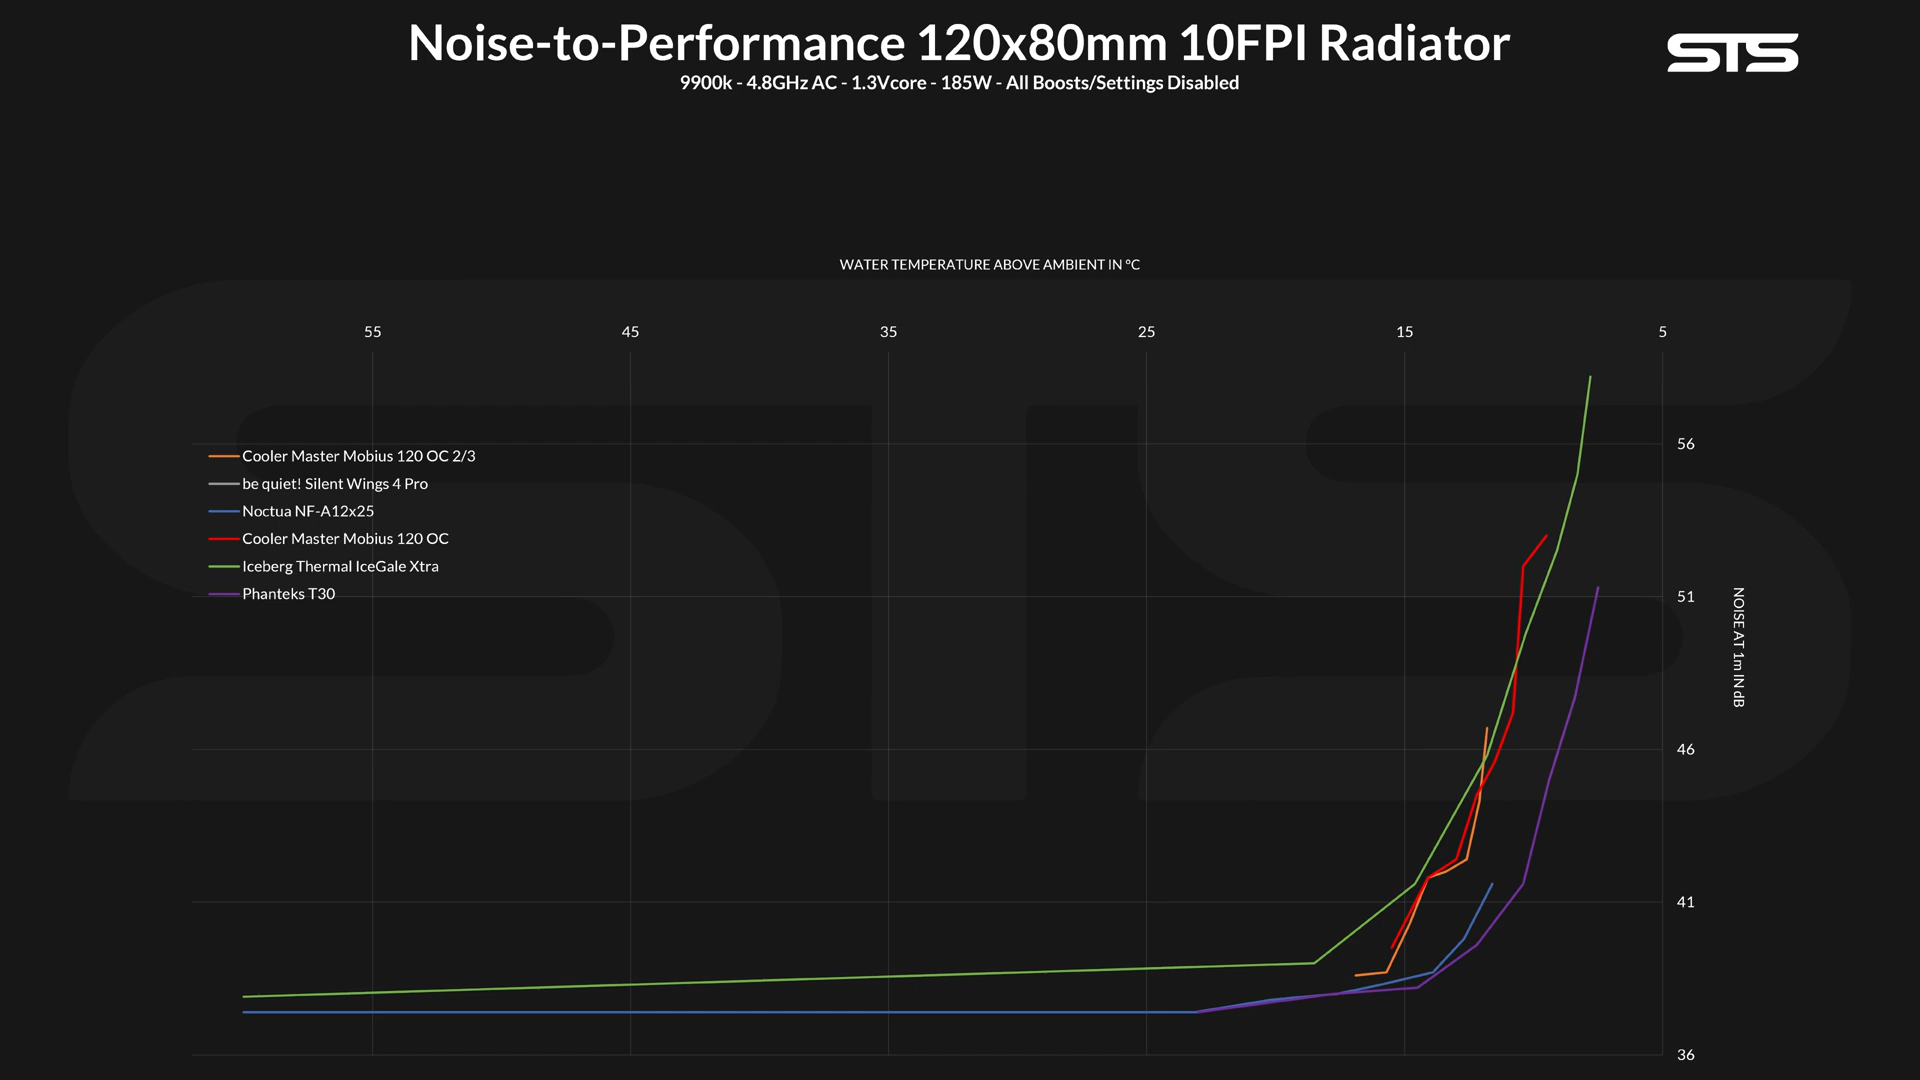 Noise-to-Performance 120x80mm 10FPI Radiator
STS
9900k - 4.8GHz AC - 1.3Vcore - 185W - All Boosts/Settings Disabled
WATER TEMPERATURE ABOVE AMBIENT IN °C
55 45 35 25 15 5
56
Cooler Master Mobius 120 OC 2/3
be quiet! Silent Wings 4 Pro
Noctua NF-A12x25
Cooler Master Mobius 120 OC
Iceberg Thermal IceGale Xtra
Phanteks T30
51
NOISE AT 1m IN dB
46
41
36